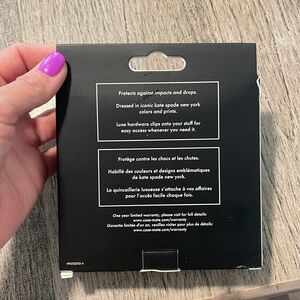 Protects against impacts and drops.
Dressed in iconic kate spade new york
colors and prints.
Luxe hardware clips onto your stuff for
easy access whenever you need it.
Protège contre les chocs et les chutes.
Habillé des couleurs et designs emblématiques
de kate spade new york.
La quincaillerie luxueuse s'attache à vos affaires
pour l'accès facile chaque fois.
One year limited warranty, please visit for full details:
www.case-mate.com/warranty
Garantie limitée d'un an, veuillez visiter pour plus de détails:
www.case-mate.com/warranty